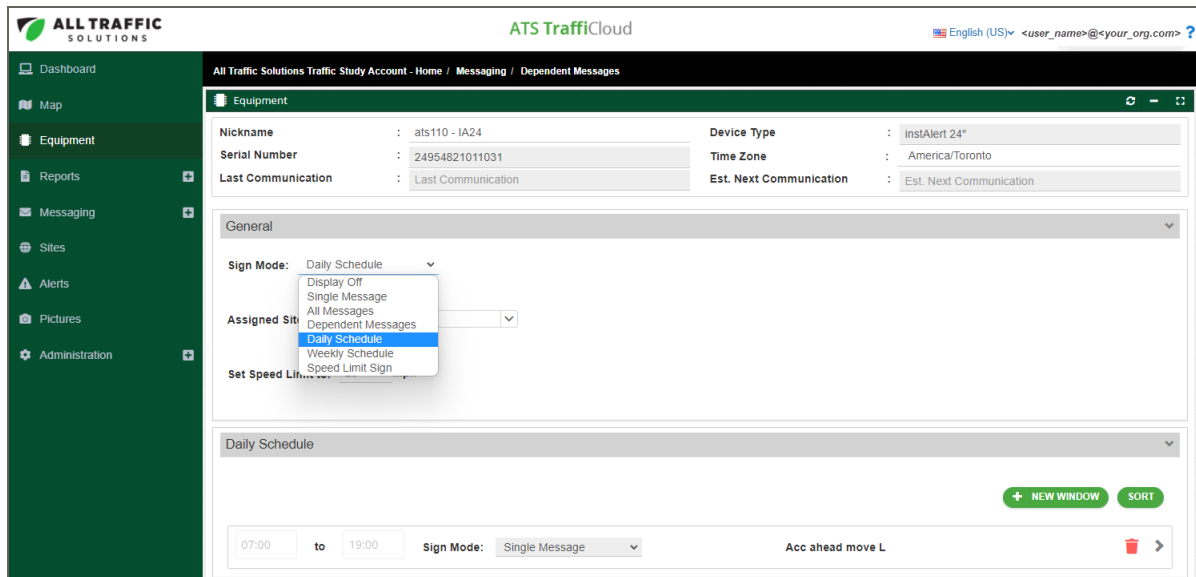 ALL TRAFFIC
SOLUTIONS
ATS TraffiCloud
English (US) <user_name>@<your_org.com> ?
Dashboard
Map
Equipment
Reports
Messaging
Sites
Alerts
Pictures
Administration
All Traffic Solutions Traffic Study Account - Home / Messaging / Dependent Messages
Equipment
Nickname : ats110 - IA24 Device Type : instAlert 24"
Serial Number : 24954821011031 Time Zone : America/Toronto
Last Communication : Last Communication Est. Next Communication : Est. Next Communication
General
Sign Mode: Daily Schedule
Display Off
Single Message
All Messages
Assigned
Dependent Messages
Daily Schedule
Weekly Schedule
Speed Limit Sign
Set Speed
Daily Schedule
+ NEW WINDOW SORT
07:00 to 19:00 Sign Mode: Single Message Acc ahead move L